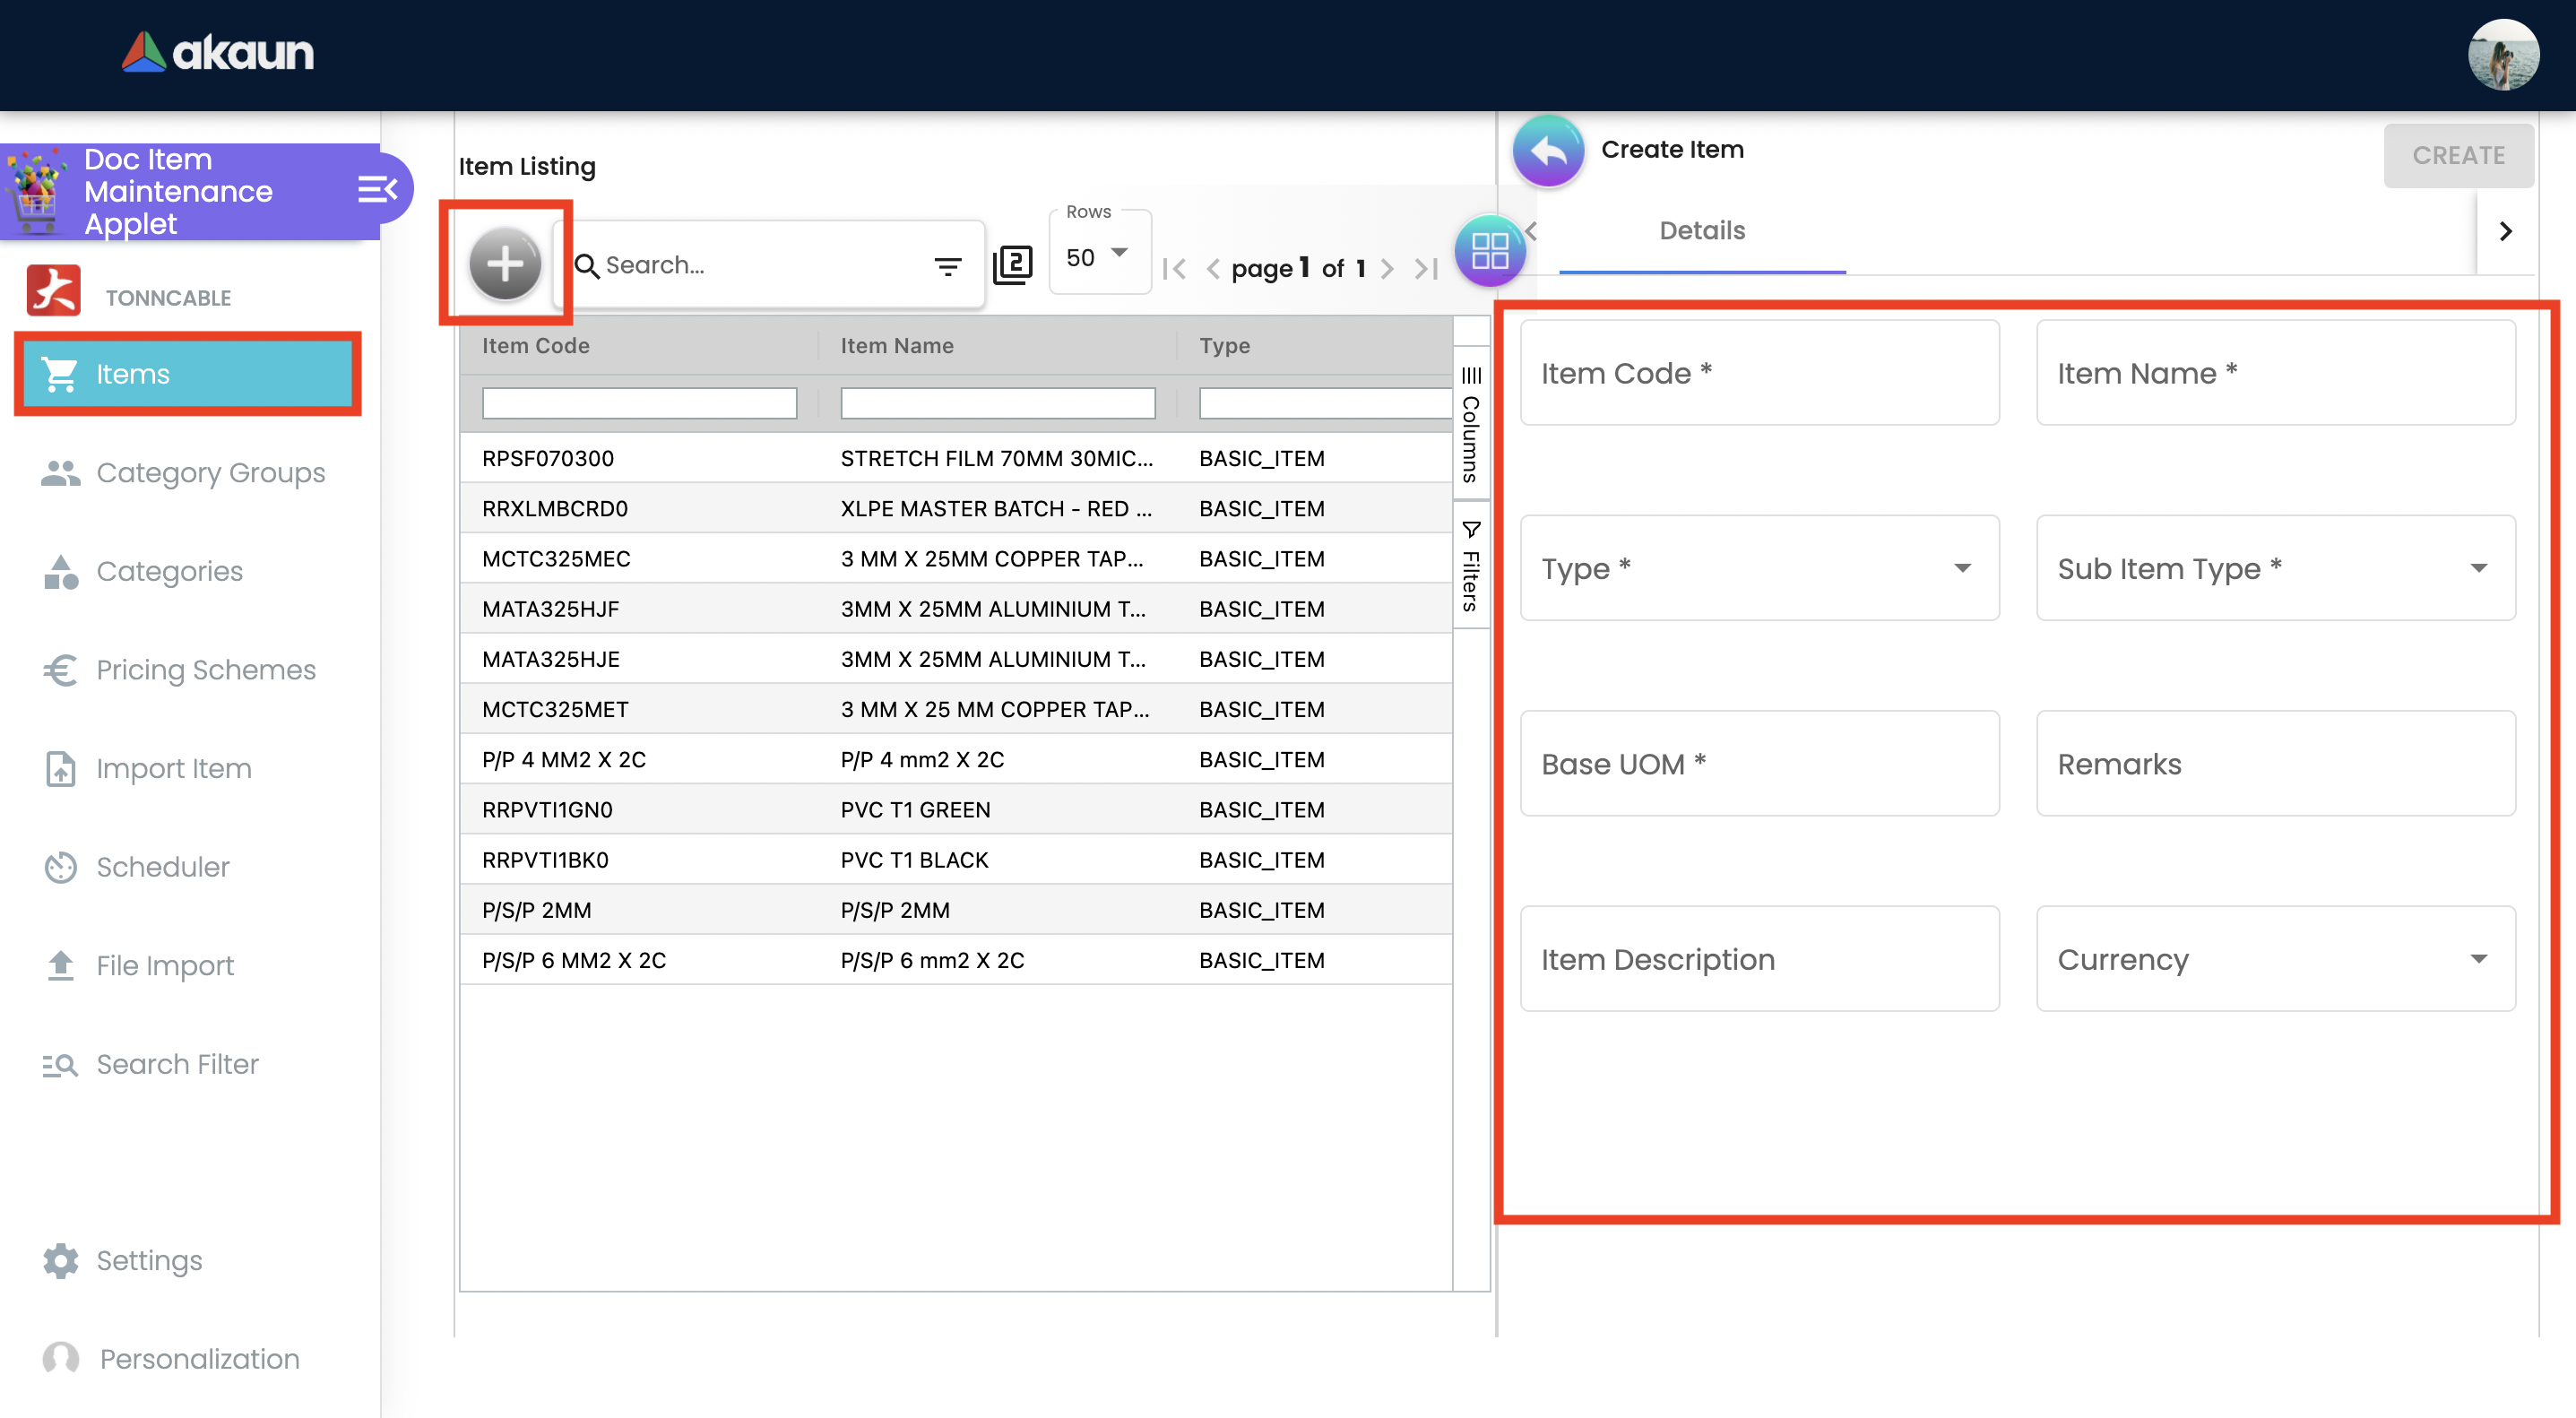 akaun
Doc Item
Maintenance
Applet
TONNCABLE
Items
Category Groups
Categories
Pricing Schemes
Import Item
Scheduler
File Import
Search Filter
Settings
Personalization
Item Listing
Search...
2
Rows
50
page 1 of 1
Item Code Item Name Type
RPSF070300 STRETCH FILM 70MM 30MIC... BASIC_ITEM
RRXLMBCRD0 XLPE MASTER BATCH - RED ... BASIC_ITEM
MCTC325MEC 3 MM X 25MM COPPER TAP... BASIC_ITEM
MATA325HJF 3MM X 25MM ALUMINIUM T... BASIC_ITEM
MATA325HJE 3MM X 25MM ALUMINIUM T... BASIC_ITEM
MCTC325MET 3 MM X 25 MM COPPER TAP... BASIC_ITEM
P/P 4 MM2 X 2C P/P 4 mm2 X 2C BASIC_ITEM
RRPVTI1GN0 PVC T1 GREEN BASIC_ITEM
RRPVTI1BK0 PVC T1 BLACK BASIC_ITEM
P/S/P 2MM P/S/P 2MM BASIC_ITEM
P/S/P 6 MM2 X 2C P/S/P 6 mm2 X 2C BASIC_ITEM
Columns
Filters
Create Item
CREATE
Details
Item Code * Item Name *
Type * Sub Item Type *
Base UOM * Remarks
Item Description Currency